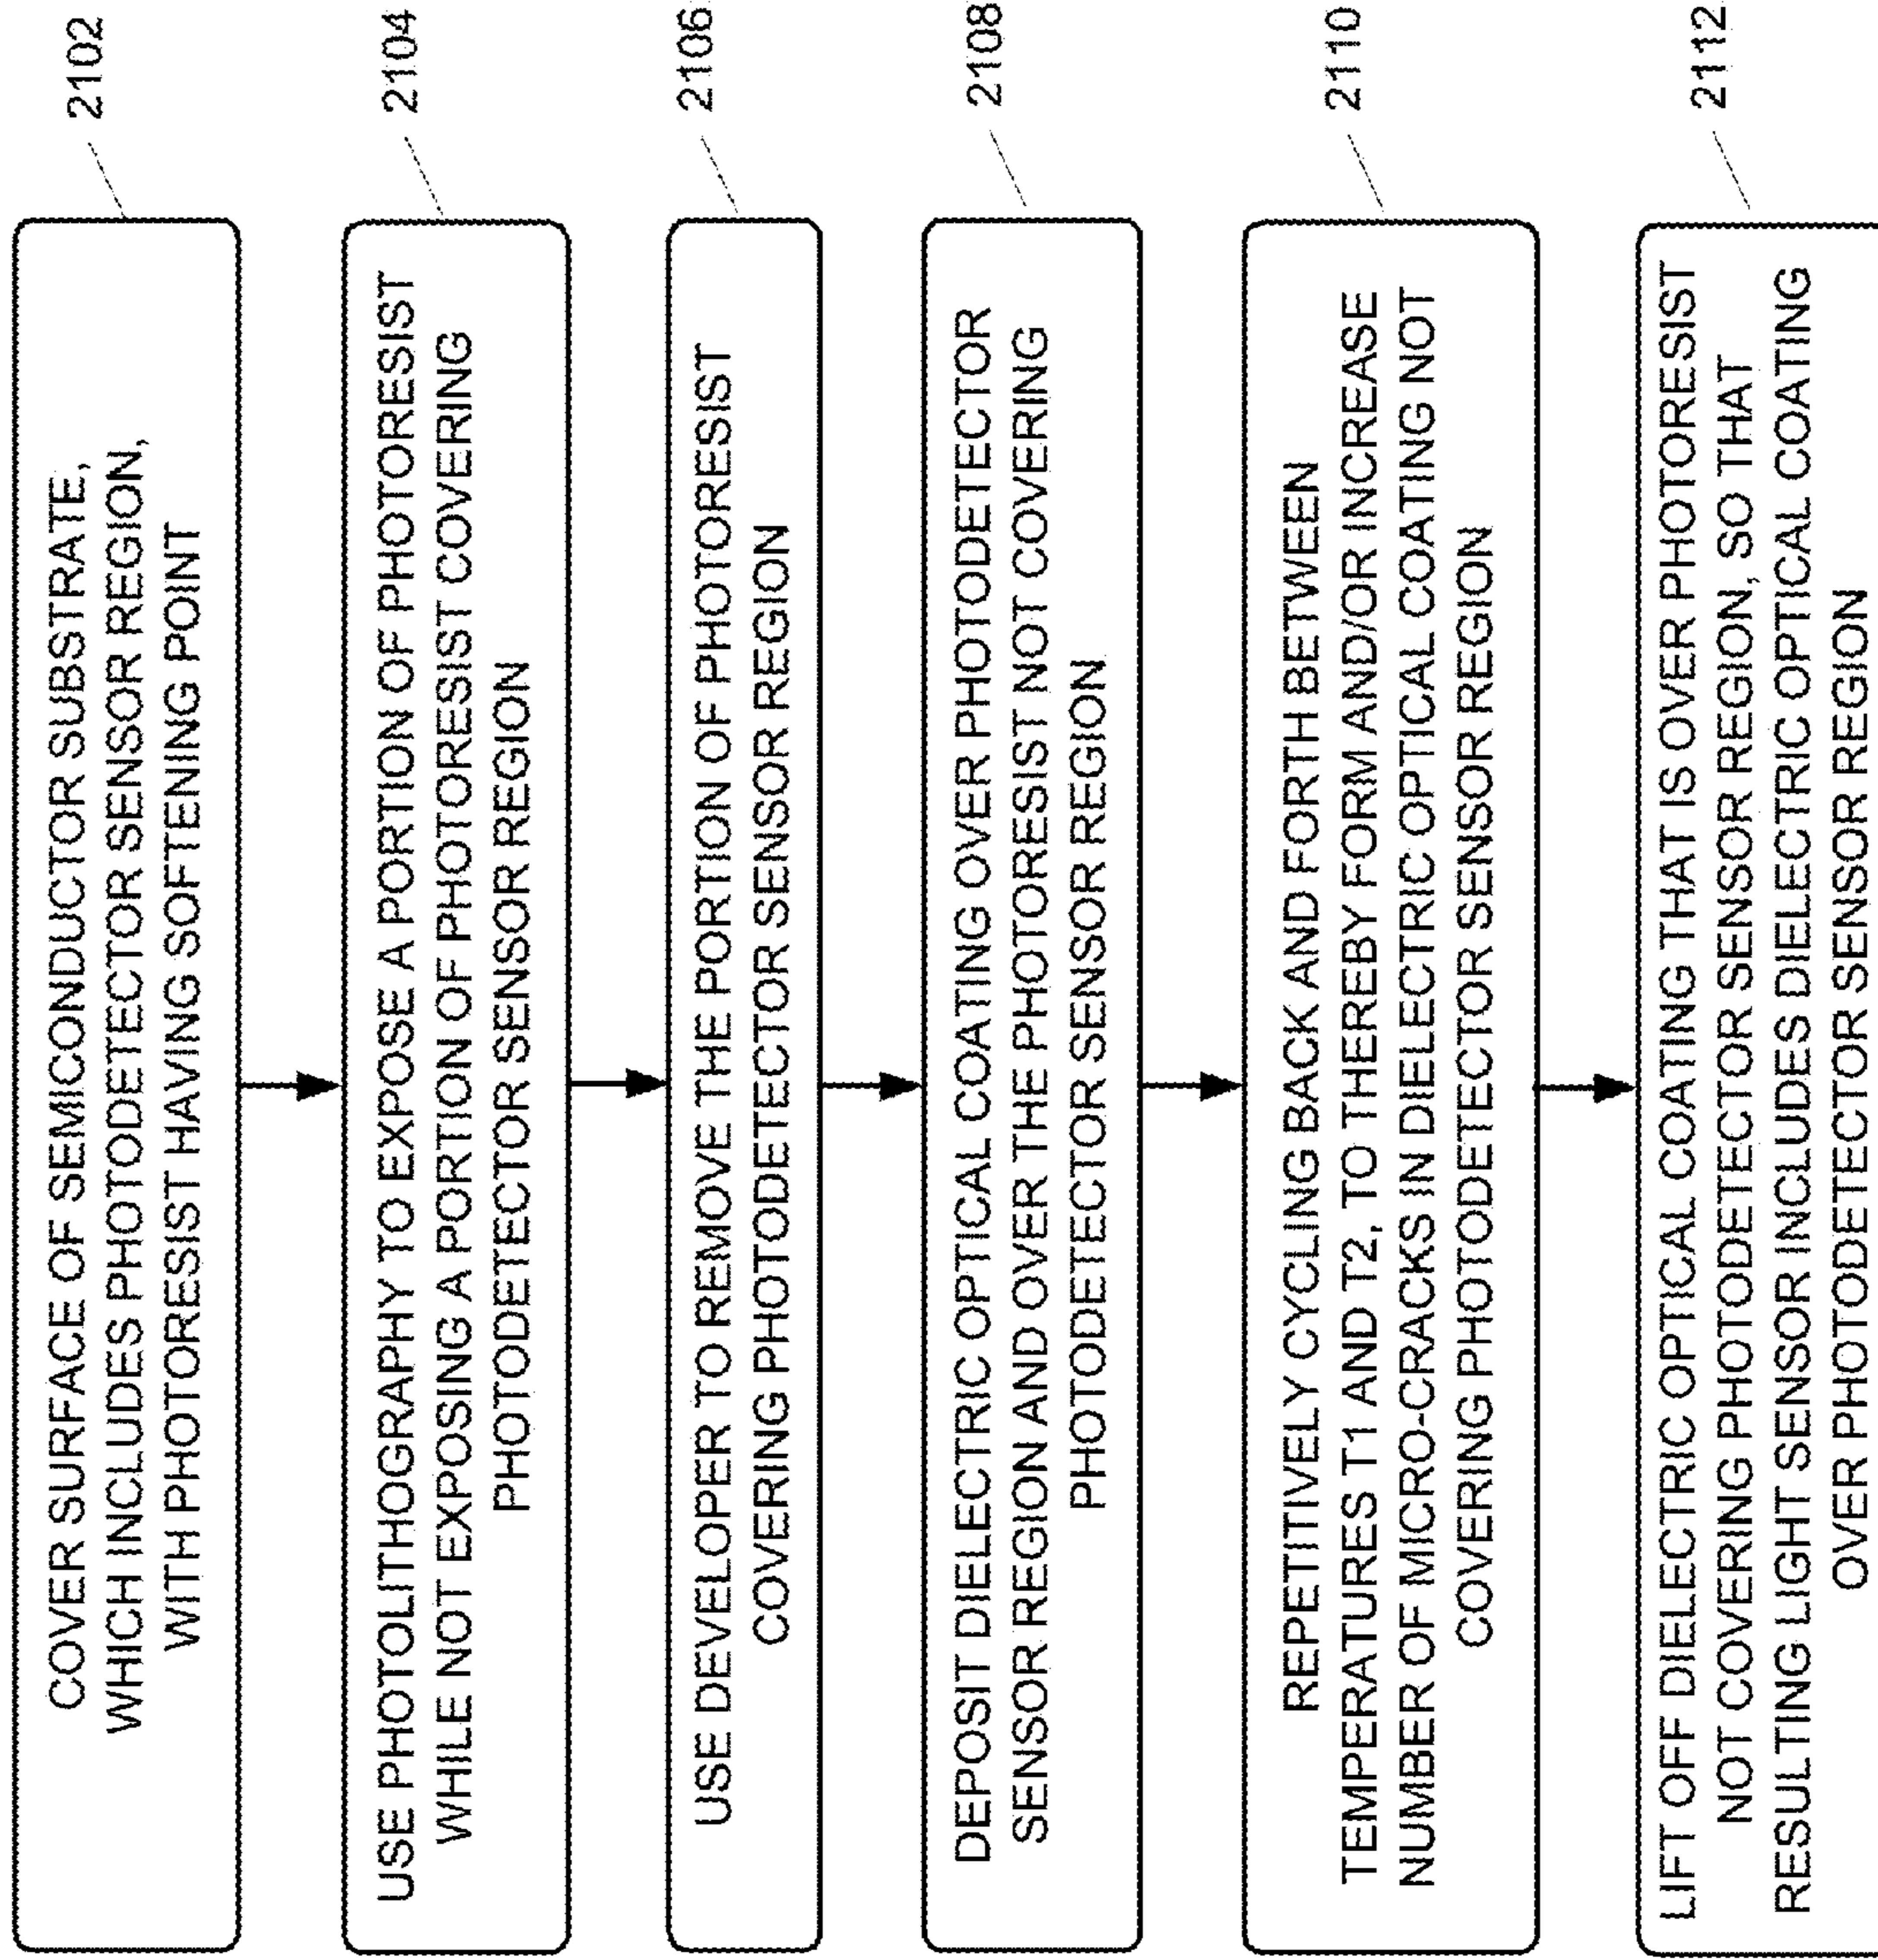 COVER SURFACE OF SEMICONDUCTOR SUBSTRATE,
WHICH INCLUDES PHOTODETECTOR SENSOR REGION,
WITH PHOTORESIST HAVING SOFTENING POINT
2102
USE PHOTOLITHOGRAPHY TO EXPOSE A PORTION OF PHOTORESIST
WHILE NOT EXPOSING A PORTION OF PHOTORESIST COVERING
PHOTODETECTOR SENSOR REGION
2104
USE DEVELOPER TO REMOVE THE PORTION OF PHOTORESIST
COVERING PHOTODETECTOR SENSOR REGION
2106
DEPOSIT DIELECTRIC OPTICAL COATING OVER PHOTODETECTOR
SENSOR REGION AND OVER THE PHOTORESIST NOT COVERING
PHOTODETECTOR SENSOR REGION
2108
REPETITIVELY CYCLING BACK AND FORTH BETWEEN
TEMPERATURES T1 AND T2, TO THEREBY FORM AND/OR INCREASE
NUMBER OF MICRO-CRACKS IN DIELECTRIC OPTICAL COATING NOT
COVERING PHOTODETECTOR SENSOR REGION
2110
LIFT OFF DIELECTRIC OPTICAL COATING THAT IS OVER PHOTORESIST
NOT COVERING PHOTODETECTOR SENSOR REGION, SO THAT
RESULTING LIGHT SENSOR INCLUDES DIELECTRIC OPTICAL COATING
OVER PHOTODETECTOR SENSOR REGION
2112